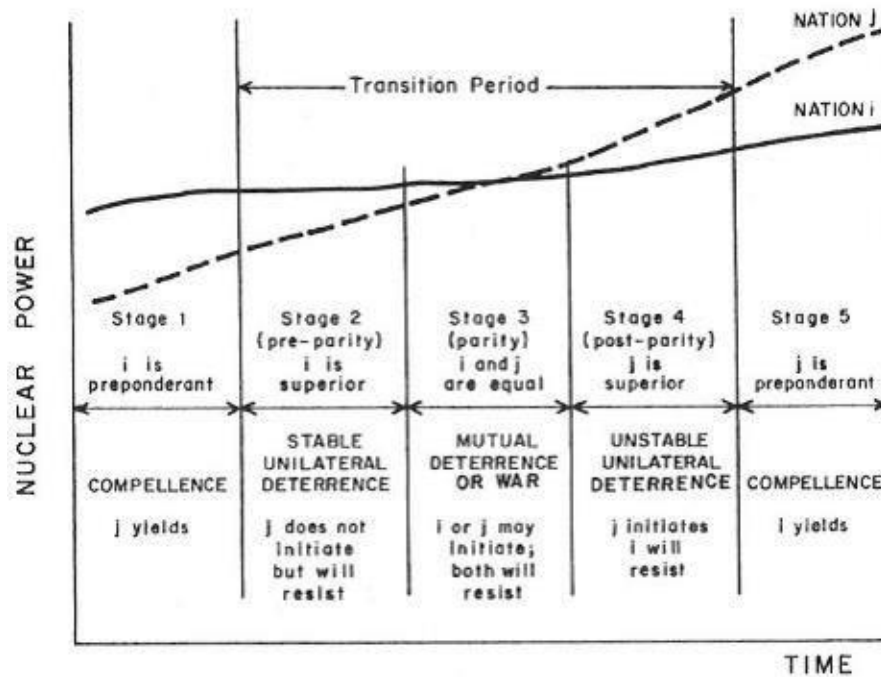 NATION j
Transition Period
NATION i
NUCLEAR POWER
Stage 1
i is
preponderant
Stage 2
(pre-parity)
i is
superior
Stage 3
(parity)
i and j
are equal
Stage 4
(post-parity)
j is
superior
Stage 5
j is
preponderant
COMPELLENCE
j yields
STABLE
UNILATERAL
DETERRENCE
j does not
initiate
but will
resist
MUTUAL
DETERRENCE
OR WAR
i or j may
initiate;
both will
resist
UNSTABLE
UNILATERAL
DETERRENCE
j initiates
i will
resist
COMPELLENCE
i yields
TIME